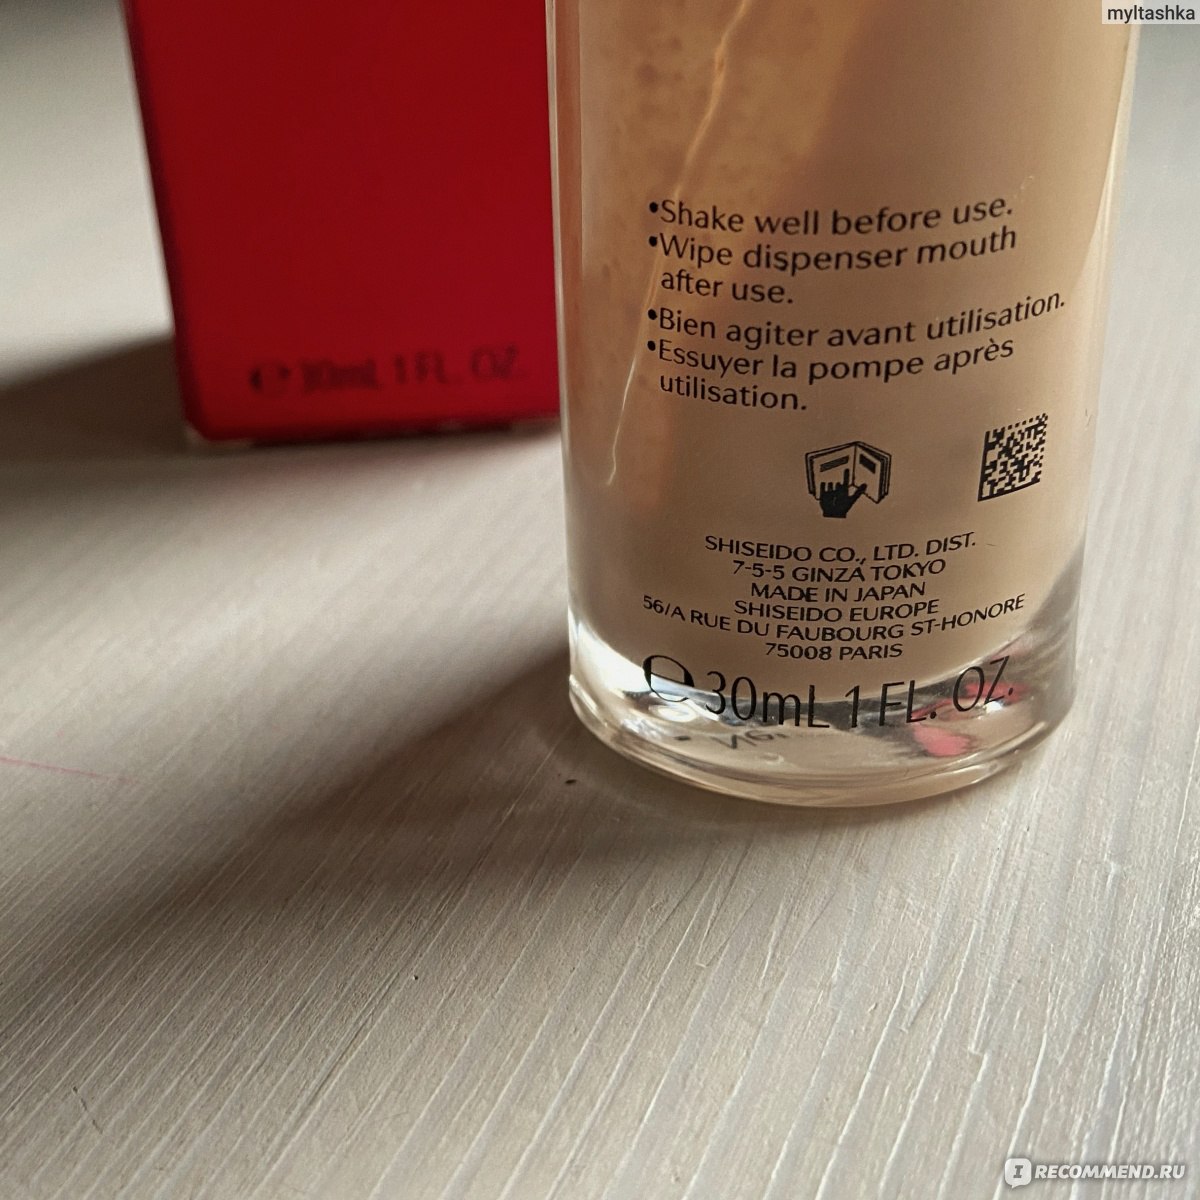 myltashka
•Shake well before use.
•Wipe dispenser mouth
after use.
•Bien agiter avant utilisation.
•Essuyer la pompe après
utilisation.
SHISEIDO CO., LTD. DIST.
7-5-5 GINZA TOKYO
MADE IN JAPAN
SHISEIDO EUROPE
56/A RUE DU FAUBOURG ST-HONORE
75008 PARIS
℮ 30mL 1 FL. OZ.
℮ 30mL 1 FL. OZ.
IRECOMMEND.RU